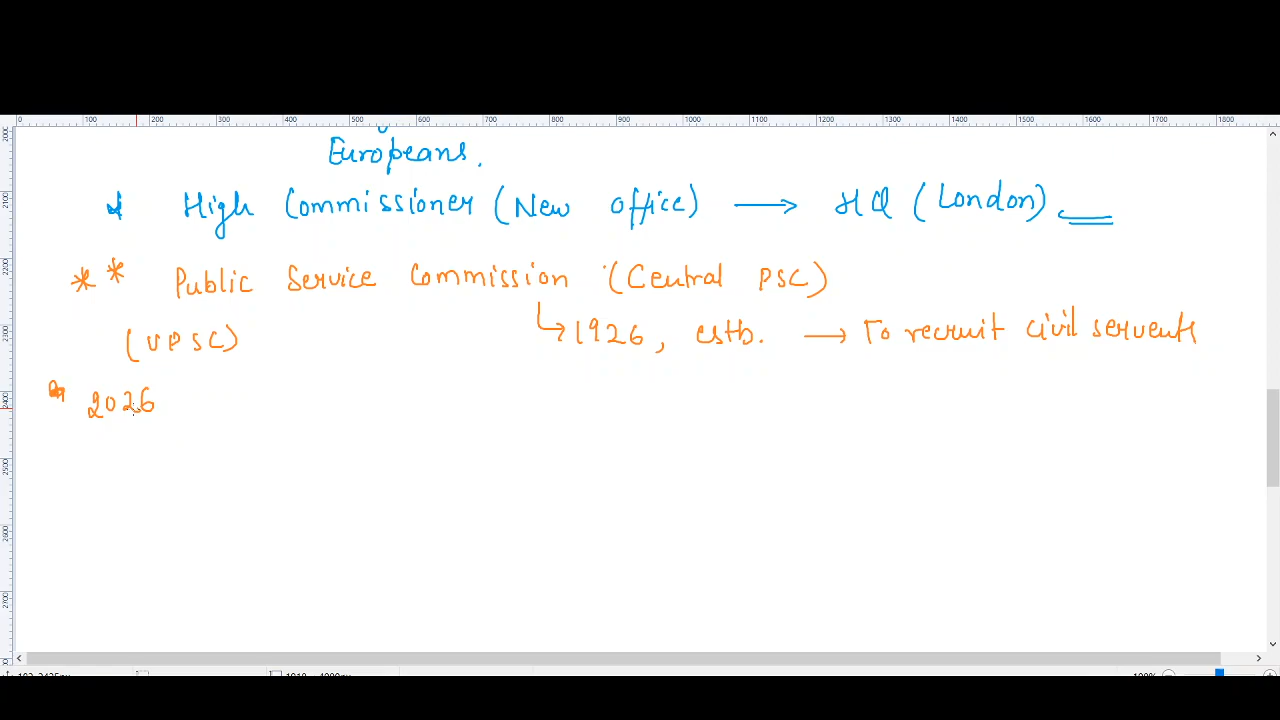 Europeans.
* High Commissioner (New office) → HQ (London)
** Public Service Commission (Central PSC)
(UPSC) ↳ 1926, estb. → To recruit civil servents
* 2026